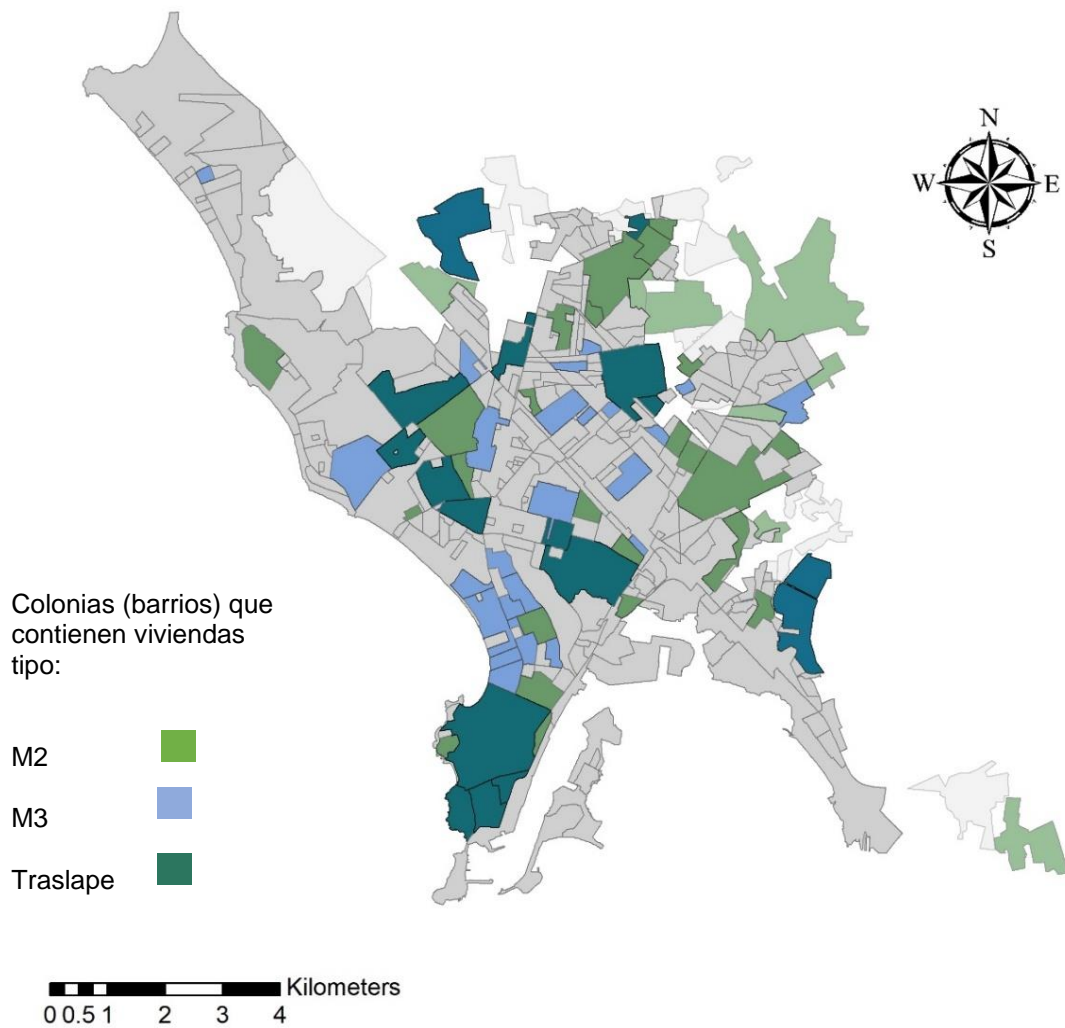 N
W E
S
Colonias (barrios) que
contienen viviendas
tipo:
M2
M3
Traslape
Kilometers
0 0.5 1 2 3 4